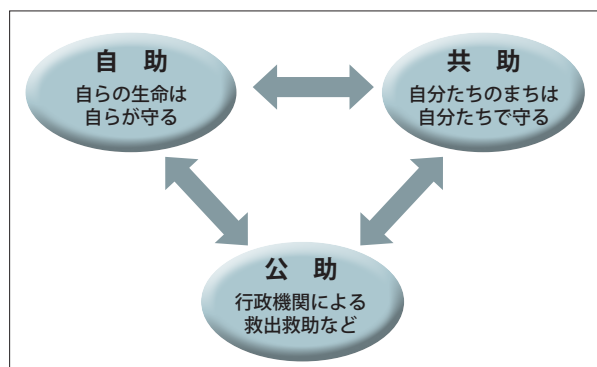 自　助
自らの生命は
自らが守る
共　助
自分たちのまちは
自分たちで守る
公　助
行政機関による
救出救助など